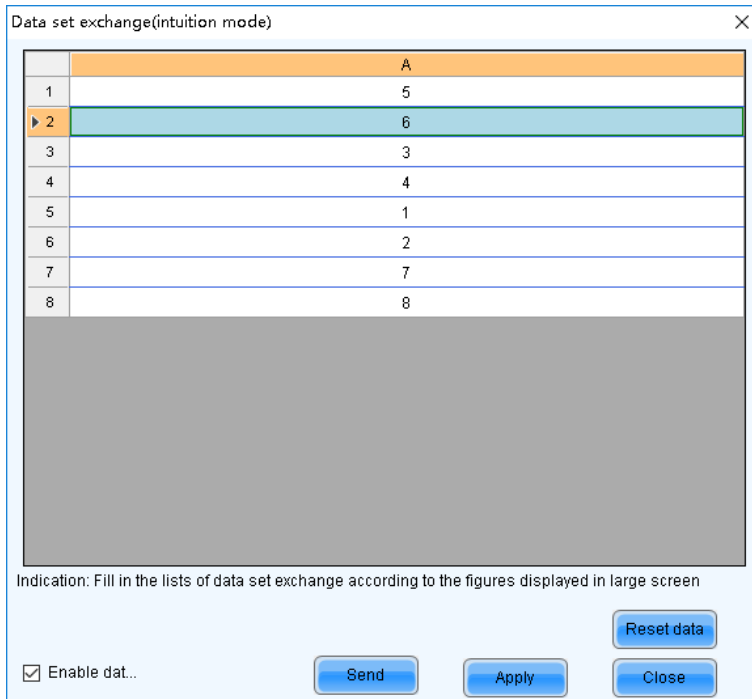 Data set exchange(intuition mode)
A
1 5
2 6
3 3
4 4
5 1
6 2
7 7
8 8
Indication: Fill in the lists of data set exchange according to the figures displayed in large screen
Reset data
Enable dat... Send Apply Close